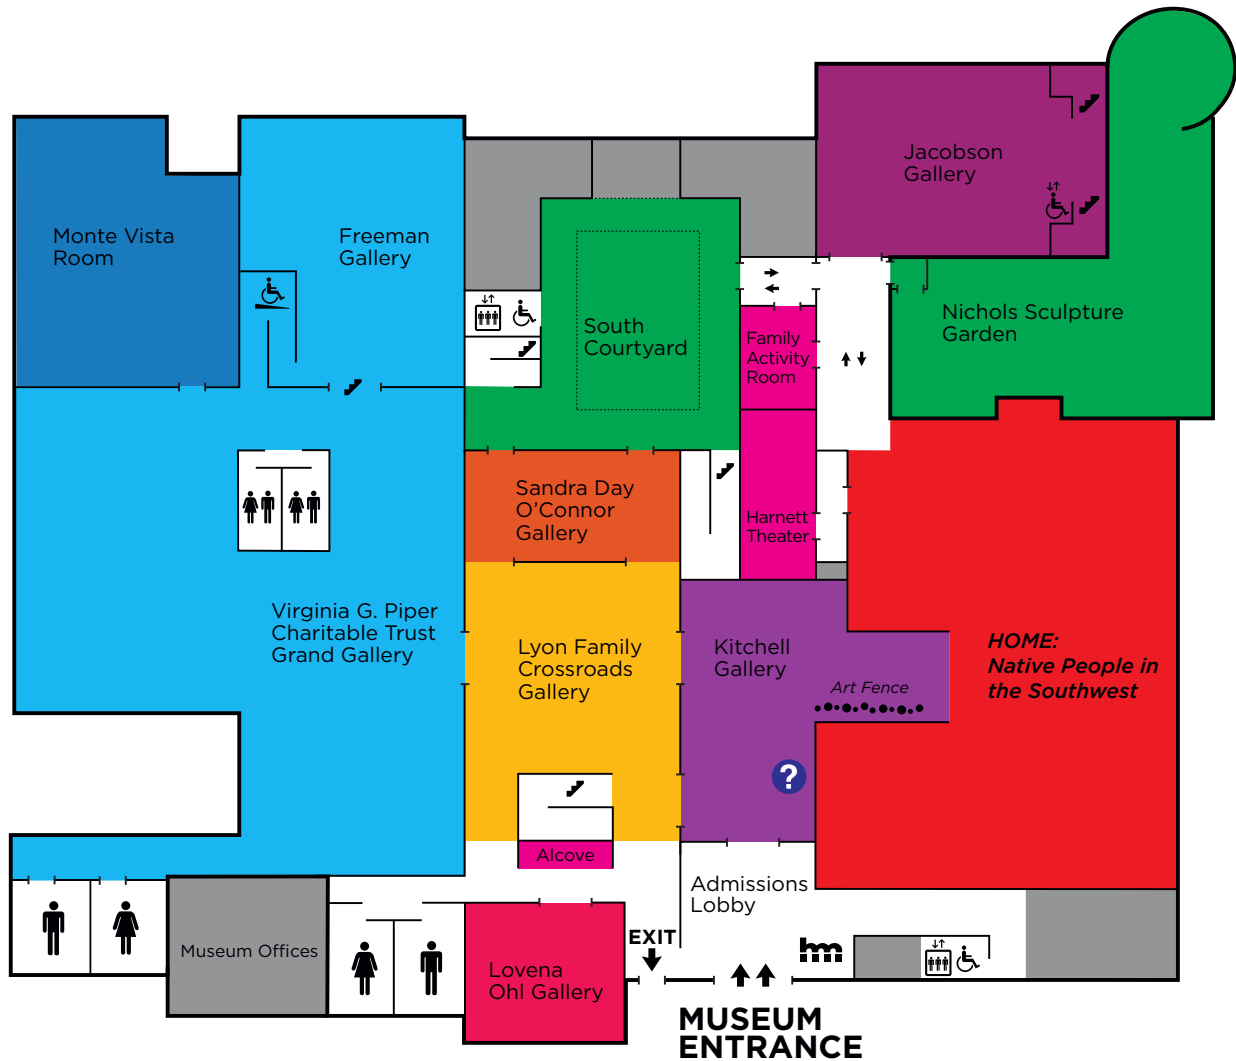 Jacobson
Gallery
Monte Vista
Room
Freeman
Gallery
South
Courtyard
Nichols Sculpture
Garden
Family
Activity
Room
Sandra Day
O'Connor
Gallery
Harnett
Theater
Virginia G. Piper
Charitable Trust
Grand Gallery
Lyon Family
Crossroads
Gallery
Kitchell
Gallery
HOME:
Native People in
the Southwest
Art Fence
?
Alcove
Admissions
Lobby
Museum Offices
EXIT
hm
Lovena
Ohl Gallery
MUSEUM
ENTRANCE